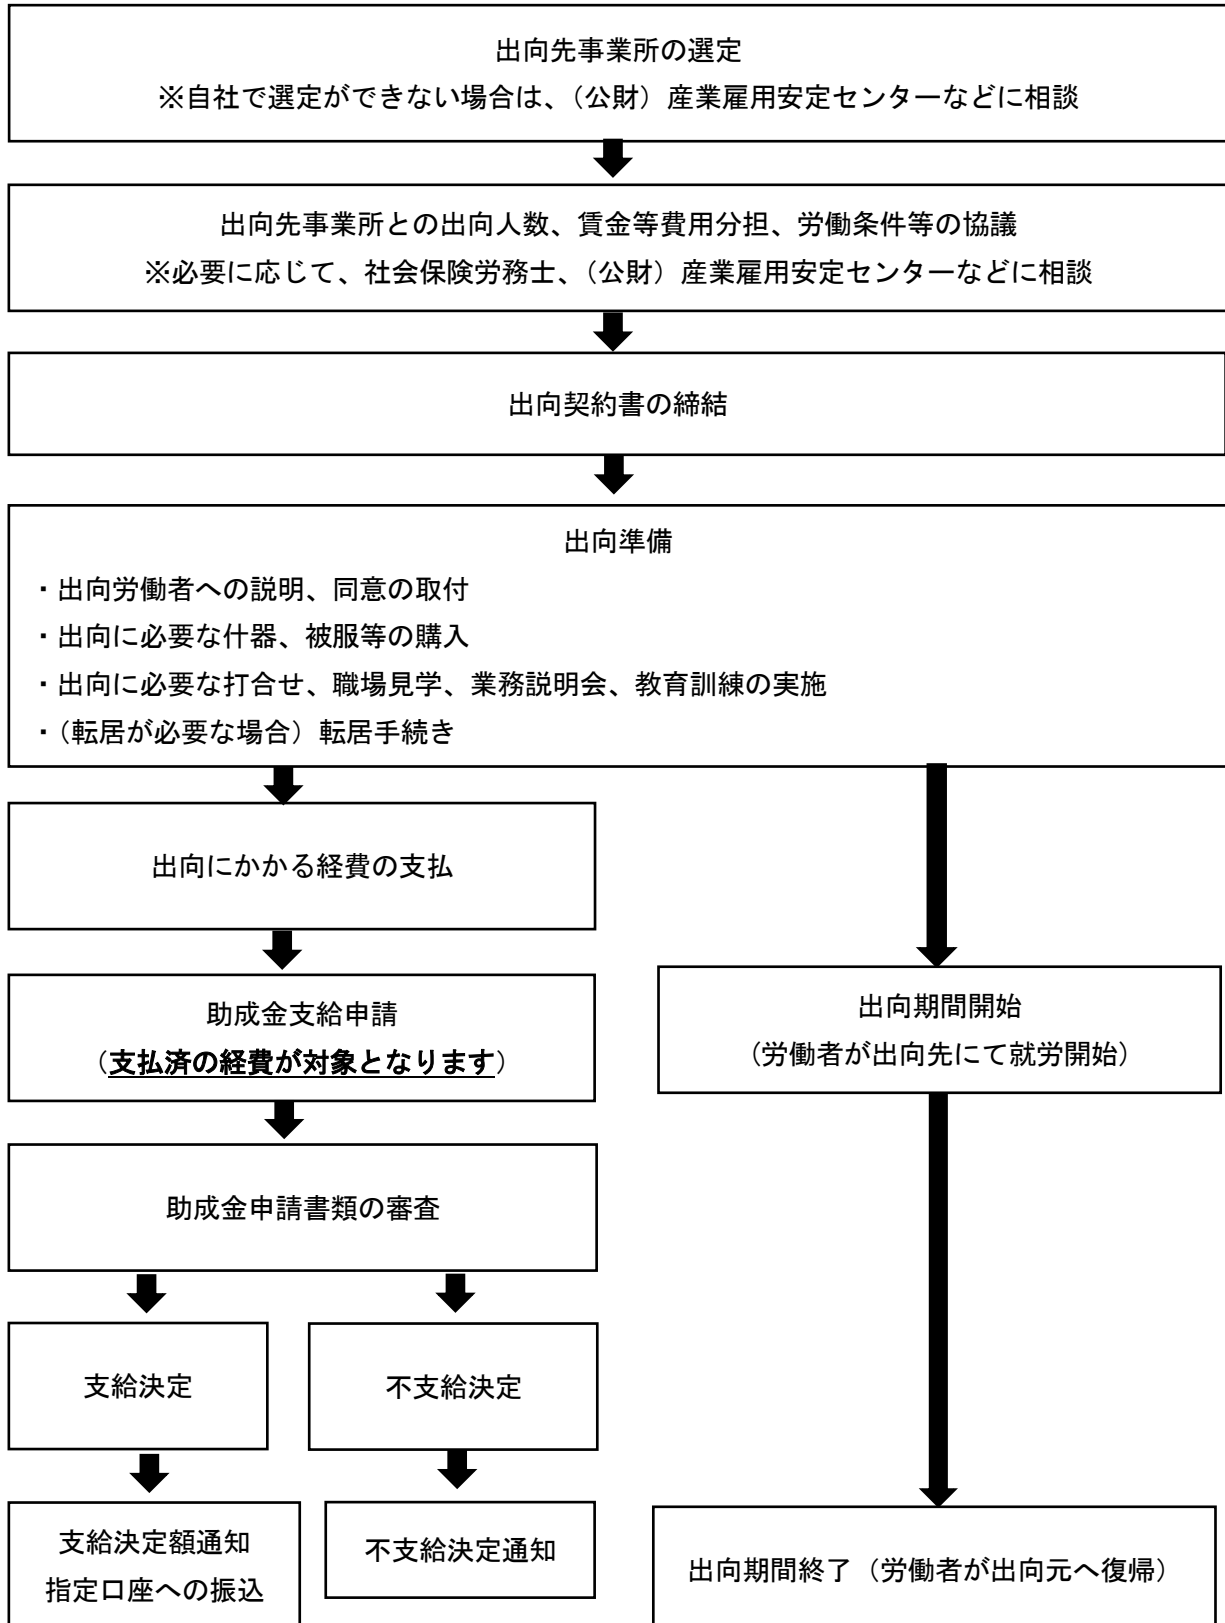 出向先事業所の選定
※自社で選定ができない場合は、（公財）産業雇用安定センターなどに相談
出向先事業所との出向人数、賃金等費用分担、労働条件等の協議
※必要に応じて、社会保険労務士、（公財）産業雇用安定センターなどに相談
出向契約書の締結
出向準備
・出向労働者への説明、同意の取付
・出向に必要な什器、被服等の購入
・出向に必要な打合せ、職場見学、業務説明会、教育訓練の実施
・（転居が必要な場合）転居手続き
出向にかかる経費の支払
助成金支給申請
（支払済の経費が対象となります）
出向期間開始
（労働者が出向先にて就労開始）
助成金申請書類の審査
支給決定
不支給決定
支給決定額通知
指定口座への振込
不支給決定通知
出向期間終了（労働者が出向元へ復帰）